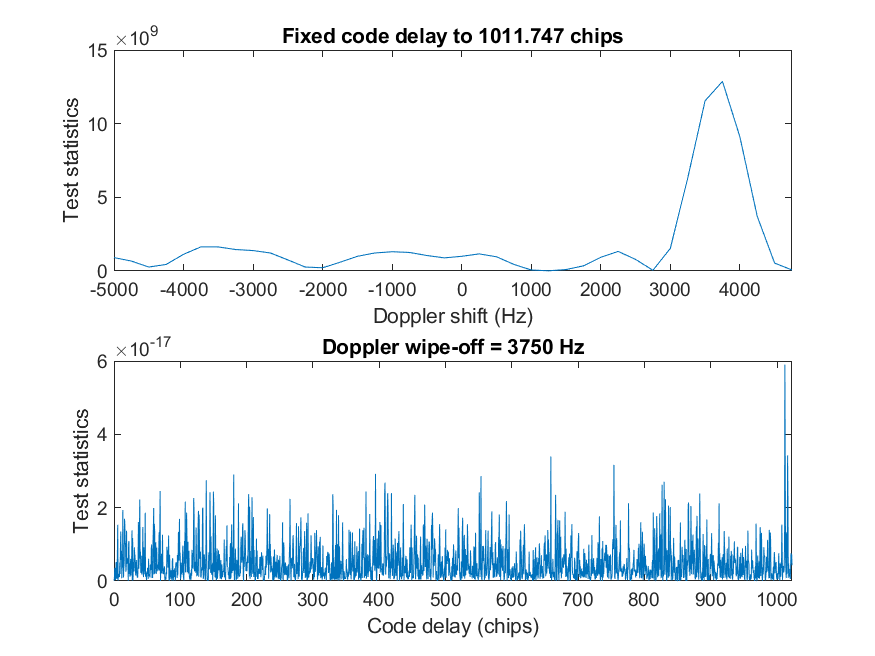 ×10^9
Fixed code delay to 1011.747 chips
15
10
5
0
Test statistics
-5000 -4000 -3000 -2000 -1000 0 1000 2000 3000 4000
Doppler shift (Hz)
×10^-17
Doppler wipe-off = 3750 Hz
6
4
2
0
Test statistics
0 100 200 300 400 500 600 700 800 900 1000
Code delay (chips)